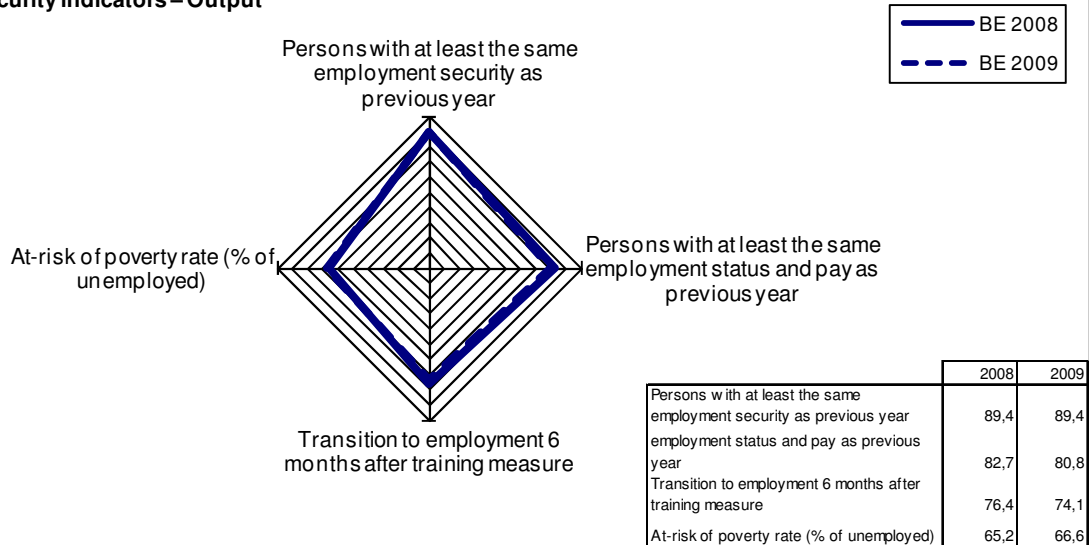 curity indicators – Output
BE 2008
BE 2009
Persons with at least the same
employment security as
previous year
At-risk of poverty rate (% of
unemployed)
Persons with at least the same
employment status and pay as
previous year
Transition to employment 6
months after training measure
2008 2009
Persons with at least the same
employment security as previous year 89,4 89,4
employment status and pay as previous
year 82,7 80,8
Transition to employment 6 months after
training measure 76,4 74,1
At-risk of poverty rate (% of unemployed) 65,2 66,6